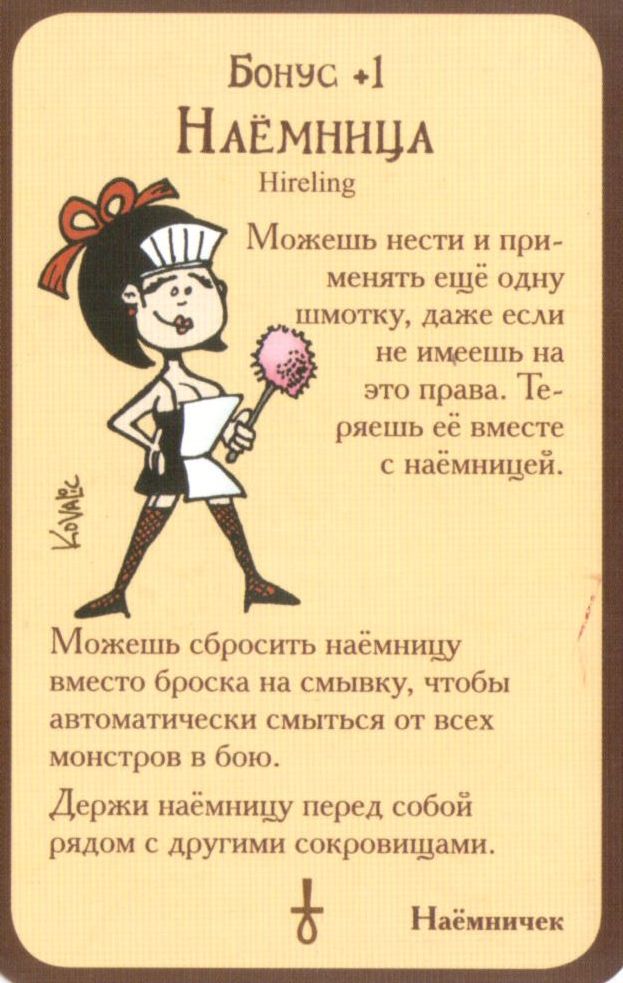 Бонус +1
Наёмница
Hireling
Можешь нести и при-
менять ещё одну
шмотку, даже если
не имеешь на
это права. Те-
ряешь её вместе
с наёмницей.
Kovalic
Можешь сбросить наёмницу
вместо броска на смывку, чтобы
автоматически смыться от всех
монстров в бою.
Держи наёмницу перед собой
рядом с другими сокровищами.
Наёмничек